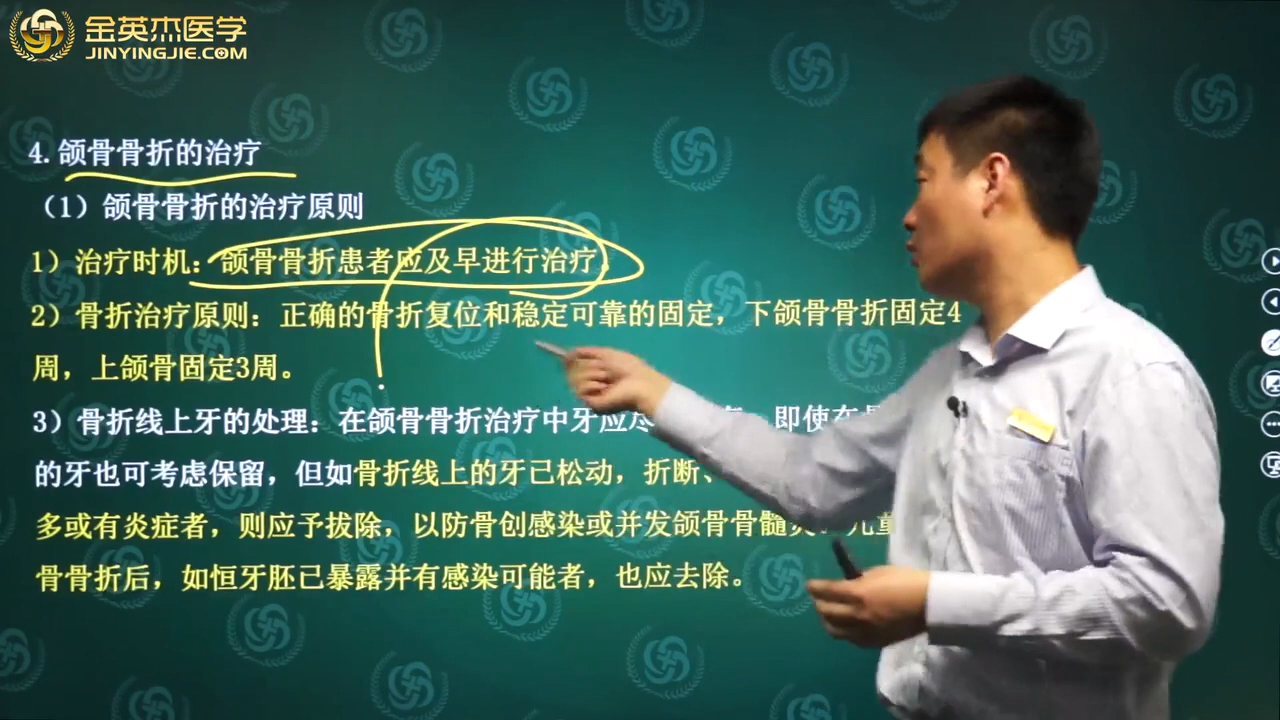 金英杰医学
JINYINGJIE.COM
4.颌骨骨折的治疗
（1）颌骨骨折的治疗原则
1）治疗时机：颌骨骨折患者应及早进行治疗。
2）骨折治疗原则：正确的骨折复位和稳定可靠的固定，下颌骨骨折固定4
周，上颌骨固定3周。
3）骨折线上牙的处理：在颌骨骨折治疗中牙应尽 即使在
的牙也可考虑保留，但如骨折线上的牙已松动，折断、
多或有炎症者，则应予拔除，以防骨创感染或并发颌骨骨髓 儿童
骨骨折后，如恒牙胚已暴露并有感染可能者，也应去除。